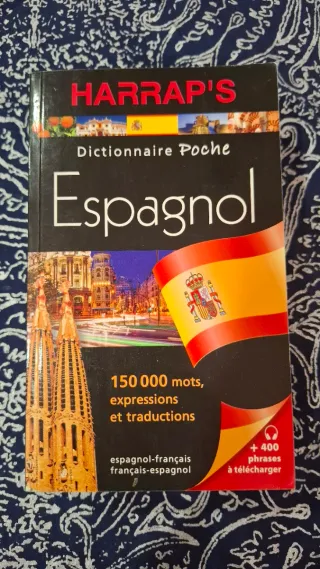 HARRAP'S
Dictionnaire Poche
Espagnol
150 000 mots,
expressions
et traductions
espagnol-français
français-espagnol
+ 400
phrases
à télécharger